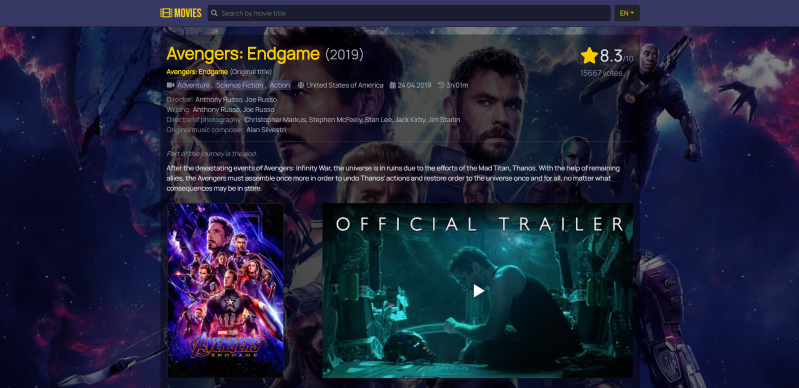 MOVIES
Search by movie title
EN
Avengers: Endgame (2019)
8.3/10
15667 votes
Avengers: Endgame (Original title)
Adventure Science Fiction Action United States of America 24.04.2019 3h 01m
Director: Anthony Russo, Joe Russo
Writing: Anthony Russo, Joe Russo
Director of photography: Christopher Markus, Stephen McFeely, Stan Lee, Jack Kirby, Jim Starlin
Original music composer: Alan Silvestri
Part of the journey is the end.
After the devastating events of Avengers: Infinity War, the universe is in ruins due to the efforts of the Mad Titan, Thanos. With the help of remaining
allies, the Avengers must assemble once more in order to undo Thanos' actions and restore order to the universe once and for all, no matter what
consequences may be in store.
OFFICIAL TRAILER
MARVEL STUDIOS
AVENGERS
ENDGAME